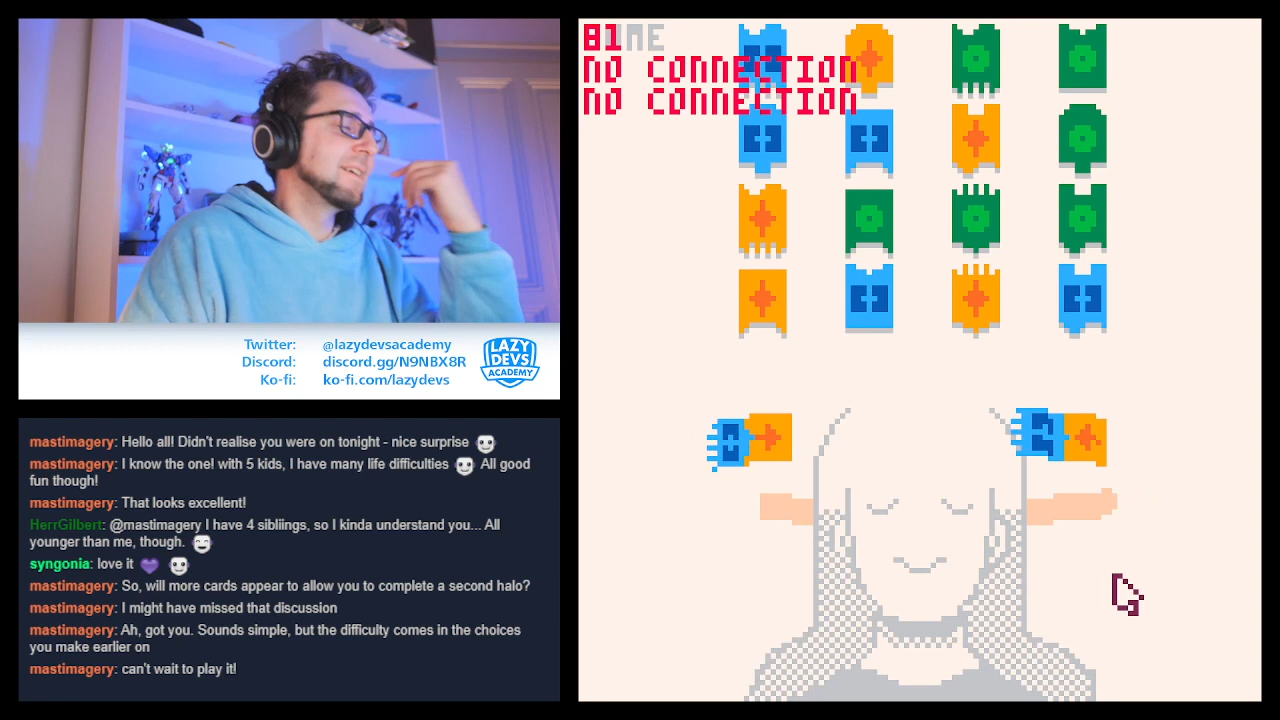 Twitter: @lazydevsacademy
Discord: discord.gg/N9NBX8R
Ko-fi: ko-fi.com/lazydevs
LAZY
DEVS
ACADEMY
mastimagery: Hello all! Didn't realise you were on tonight - nice surprise
mastimagery: I know the one! with 5 kids, I have many life difficulties All good
fun though!
mastimagery: That looks excellent!
HerrGilbert: @mastimagery I have 4 sibliings, so I kinda understand you... All
younger than me, though.
syngonia: love it
mastimagery: So, will more cards appear to allow you to complete a second halo?
mastimagery: I might have missed that discussion
mastimagery: Ah, got you. Sounds simple, but the difficulty comes in the choices
you make earlier on
mastimagery: can't wait to play it!
81
NO CONNECTION
NO CONNECTION